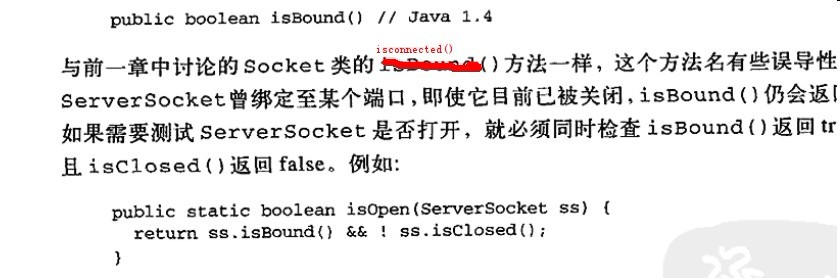 public boolean isBound() // Java 1.4
isconnected()
与前一章中讨论的Socket类的isBound()方法一样，这个方法名有些误导性
ServerSocket曾绑定至某个端口，即使它目前已被关闭，isBound()仍会返
如果需要测试ServerSocket是否打开，就必须同时检查isBound()返回tr
且isClosed()返回false。例如：
public static boolean isOpen(ServerSocket ss) {
return ss.isBound() && ! ss.isClosed();
}